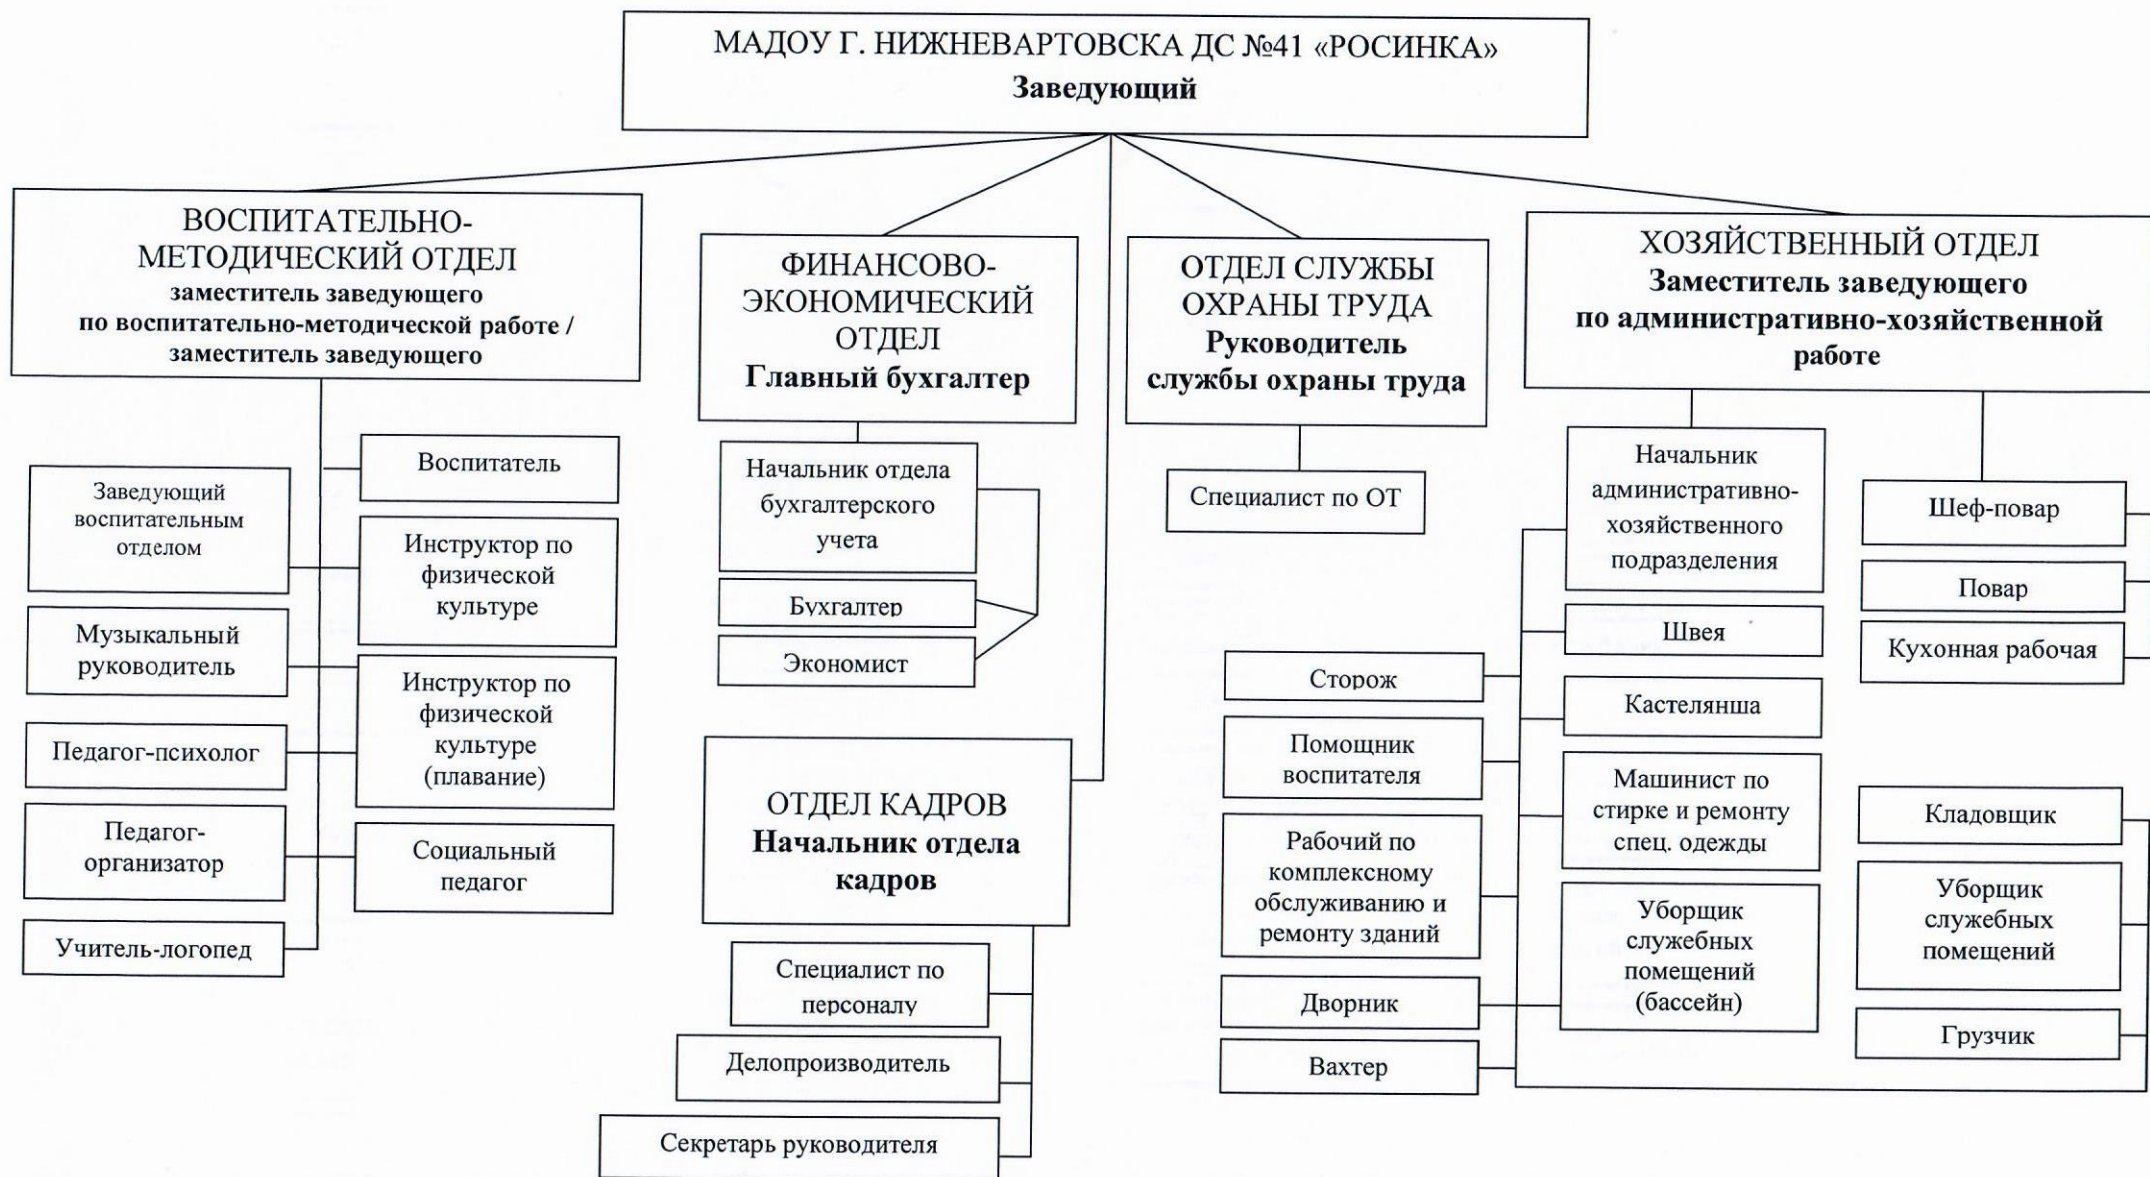 МАДОУ Г. НИЖНЕВАРТОВСКА ДС №41 «РОСИНКА»
Заведующий
ВОСПИТАТЕЛЬНО-
МЕТОДИЧЕСКИЙ ОТДЕЛ
заместитель заведующего
по воспитательно-методической работе /
заместитель заведующего
Заведующий
воспитательным
отделом
Музыкальный
руководитель
Педагог-психолог
Педагог-
организатор
Учитель-логопед
Воспитатель
Инструктор по
физической
культуре
Инструктор по
физической
культуре
(плавание)
Социальный
педагог
ФИНАНСОВО-
ЭКОНОМИЧЕСКИЙ
ОТДЕЛ
Главный бухгалтер
Начальник отдела
бухгалтерского
учета
Бухгалтер
Экономист
ОТДЕЛ КАДРОВ
Начальник отдела
кадров
Специалист по
персоналу
Делопроизводитель
Секретарь руководителя
ОТДЕЛ СЛУЖБЫ
ОХРАНЫ ТРУДА
Руководитель
службы охраны труда
Специалист по ОТ
ХОЗЯЙСТВЕННЫЙ ОТДЕЛ
Заместитель заведующего
по административно-хозяйственной
работе
Начальник
административно-
хозяйственного
подразделения
Швея
Кастелянша
Машинист по
стирке и ремонту
спец. одежды
Уборщик
служебных
помещений
(бассейн)
Сторож
Помощник
воспитателя
Рабочий по
комплексному
обслуживанию и
ремонту зданий
Дворник
Вахтер
Шеф-повар
Повар
Кухонная рабочая
Кладовщик
Уборщик
служебных
помещений
Грузчик